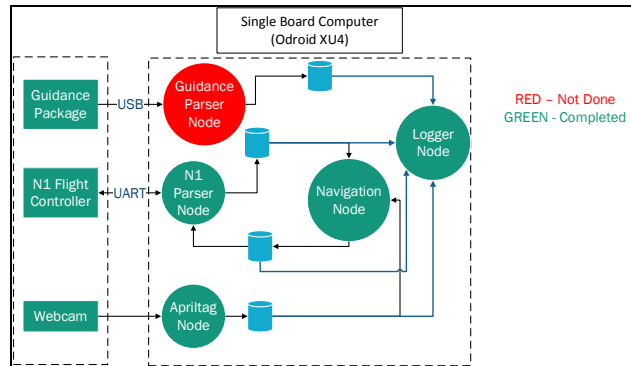 Single Board Computer
(Odroid XU4)
Guidance
Package
USB
Guidance
Parser
Node
RED – Not Done
GREEN - Completed
Logger
Node
N1 Flight
Controller
UART
N1
Parser
Node
Navigation
Node
Webcam
Apriltag
Node